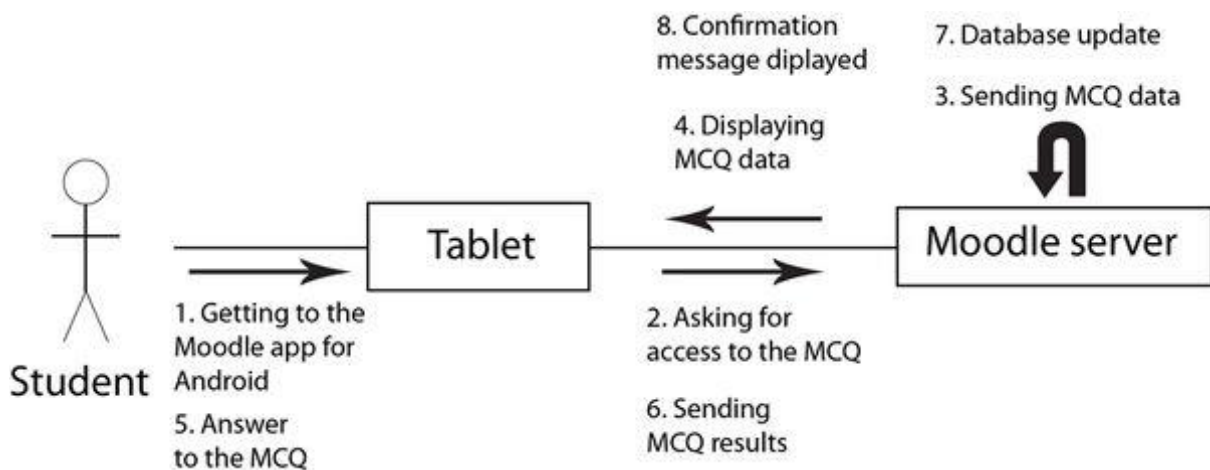 8. Confirmation
message diplayed
7. Database update
3. Sending MCQ data
4. Displaying
MCQ data
Tablet
Moodle server
1. Getting to the
Moodle app for
Android
2. Asking for
access to the MCQ
Student
5. Answer
to the MCQ
6. Sending
MCQ results